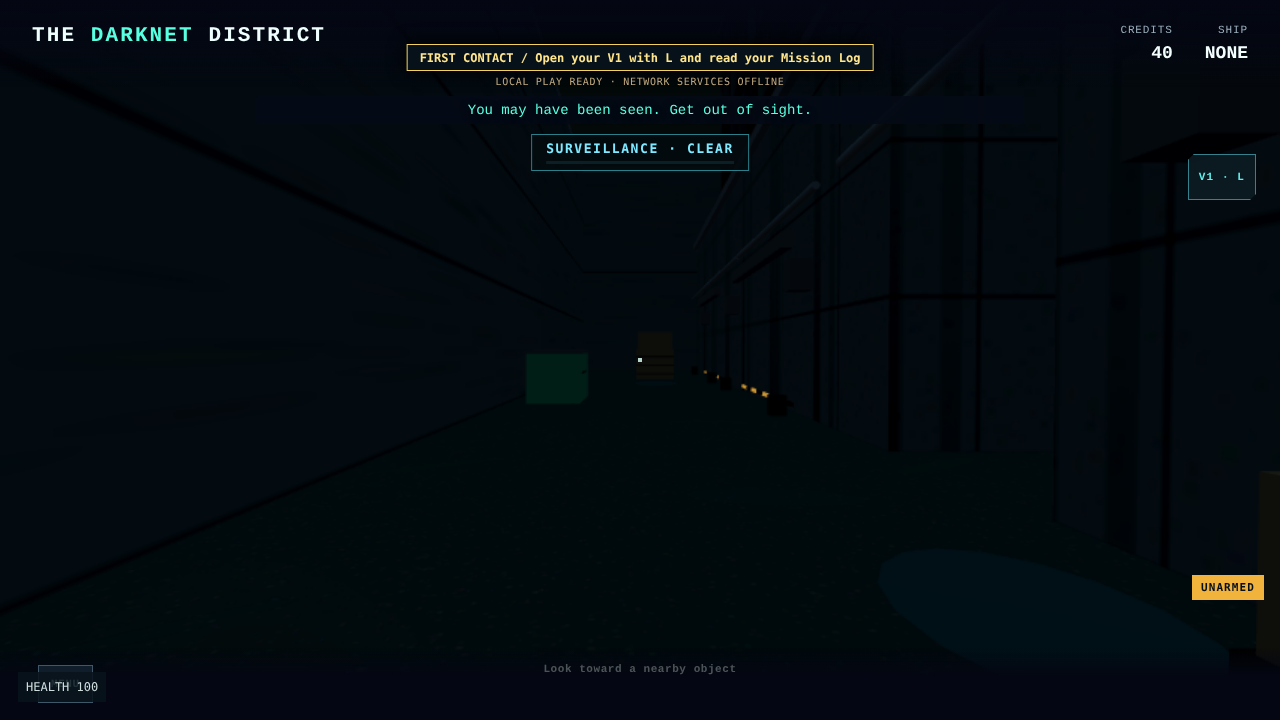 THE DARKNET DISTRICT
CREDITS
40
SHIP
NONE
FIRST CONTACT / Open your V1 with L and read your Mission Log
LOCAL PLAY READY · NETWORK SERVICES OFFLINE
You may have been seen. Get out of sight.
SURVEILLANCE · CLEAR
V1 · L
UNARMED
Look toward a nearby object
HEALTH 100